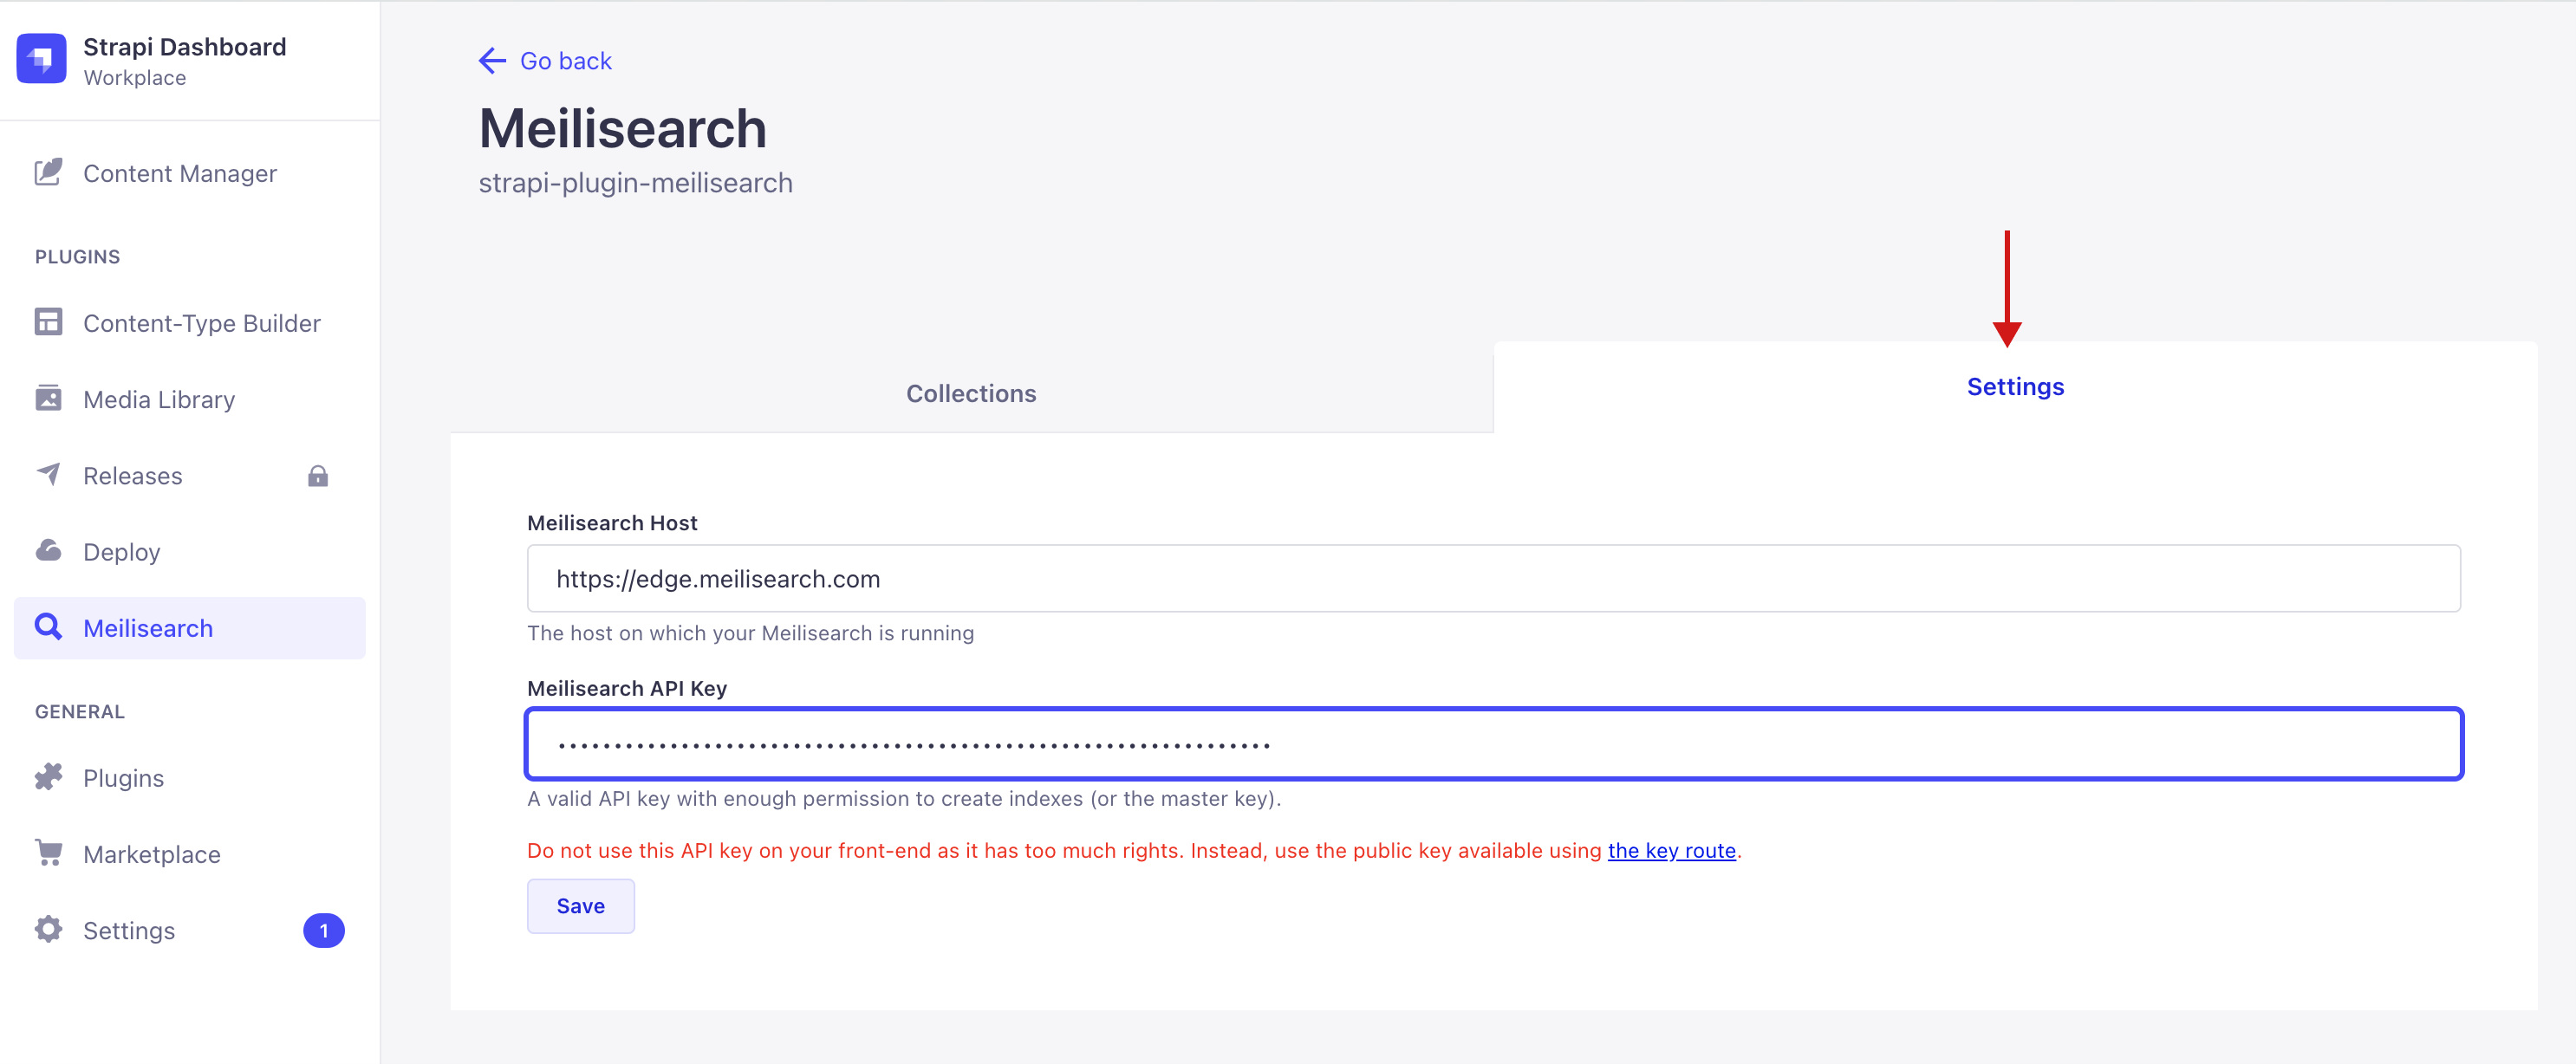 Strapi Dashboard
Workplace
Content Manager
PLUGINS
Content-Type Builder
Media Library
Releases
Deploy
Meilisearch
GENERAL
Plugins
Marketplace
Settings
1
Go back
Meilisearch
strapi-plugin-meilisearch
Collections
Settings
Meilisearch Host
https://edge.meilisearch.com
The host on which your Meilisearch is running
Meilisearch API Key
A valid API key with enough permission to create indexes (or the master key).
Do not use this API key on your front-end as it has too much rights. Instead, use the public key available using the key route.
Save